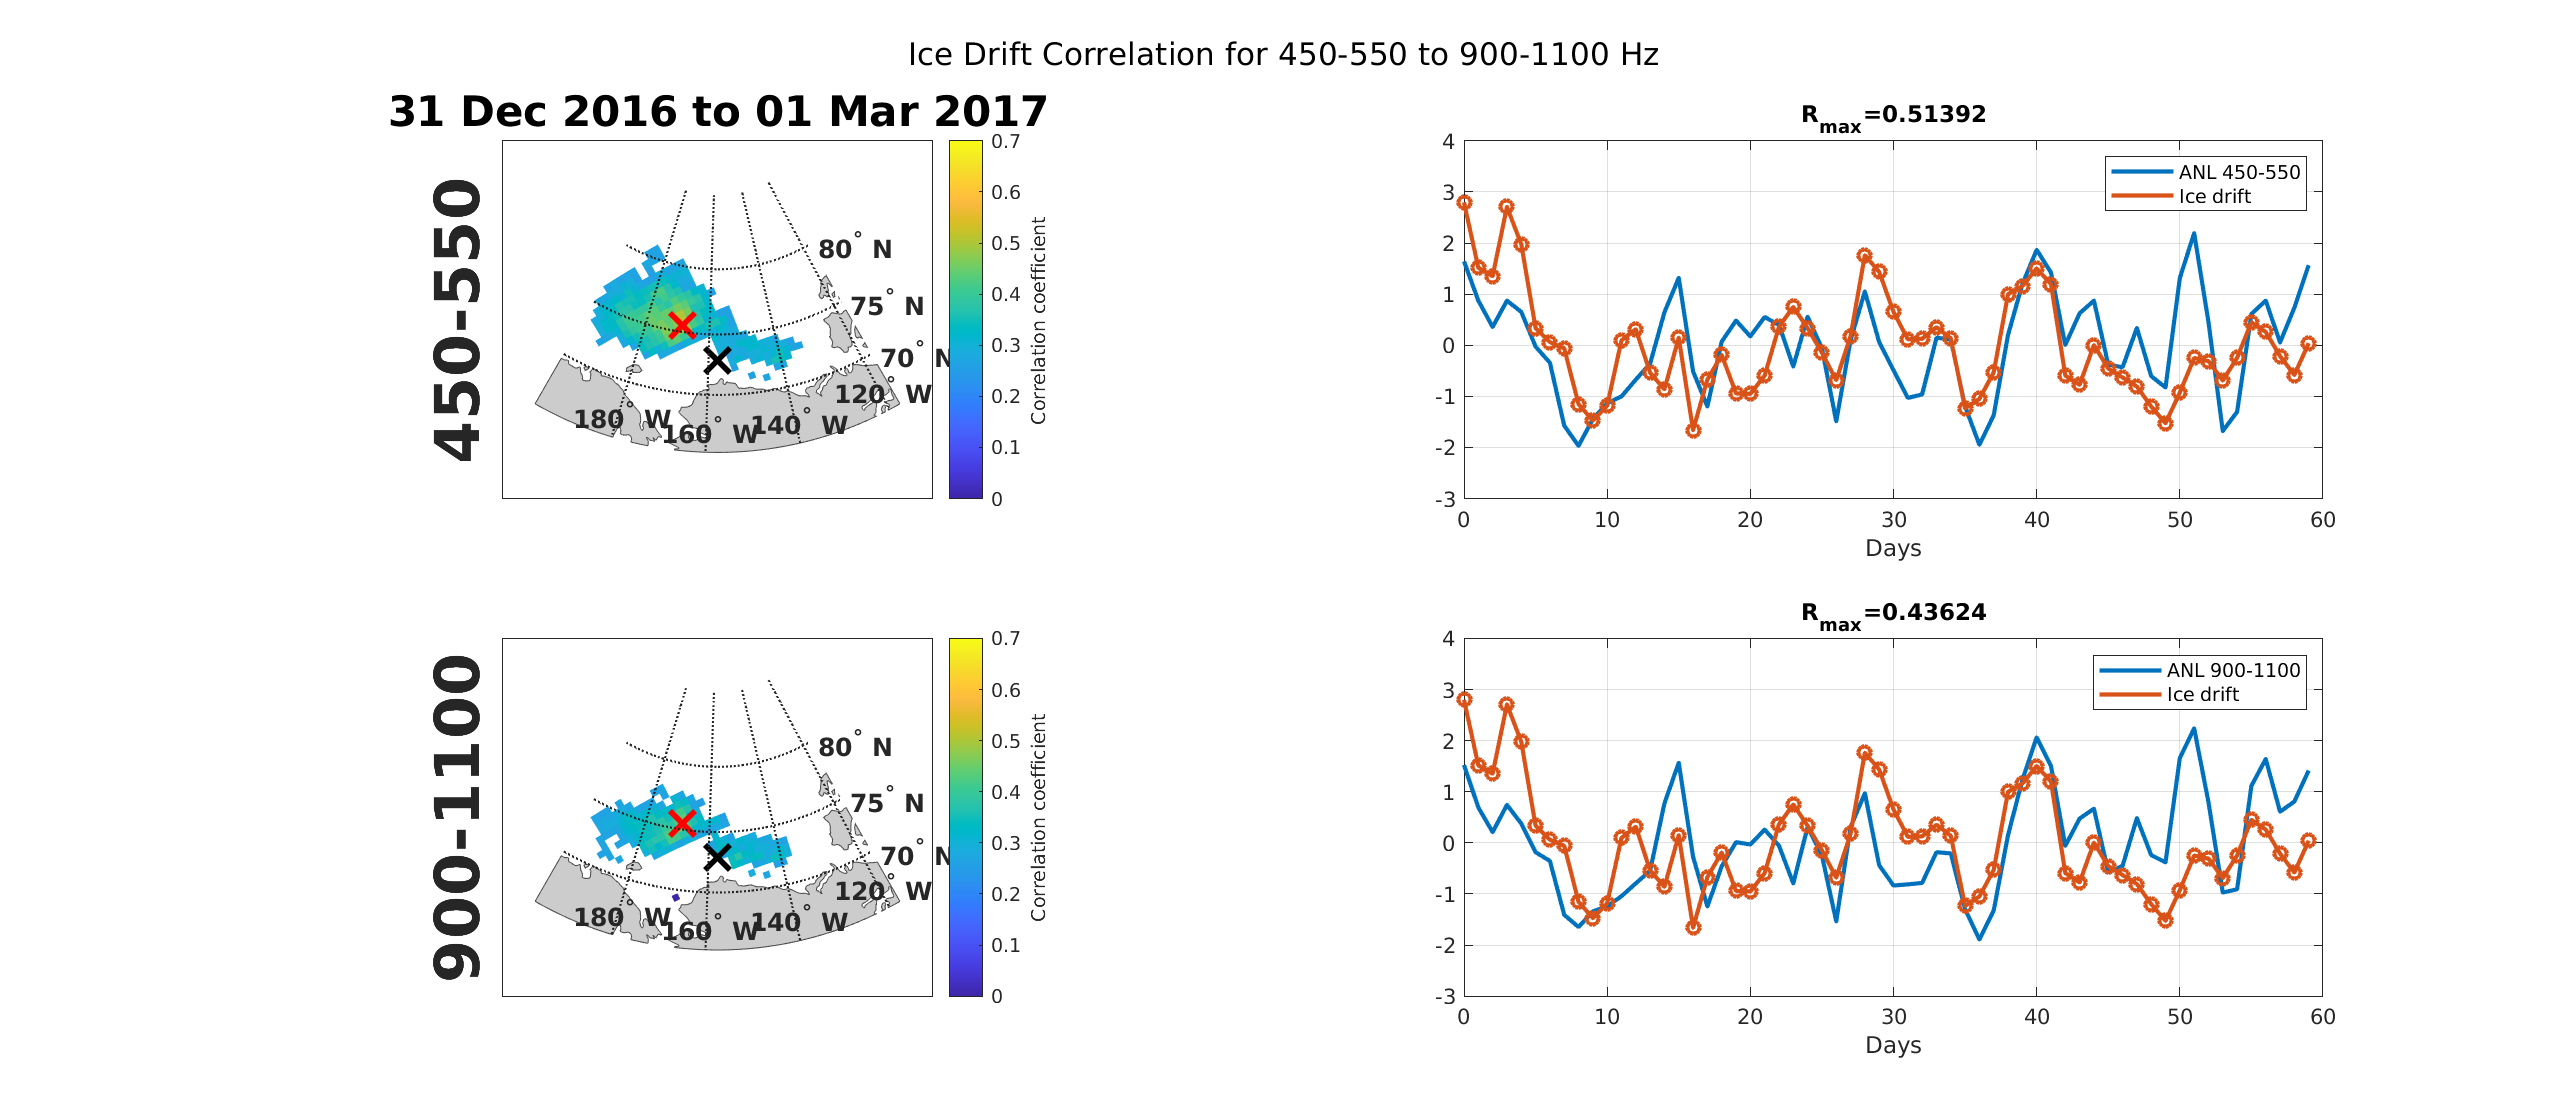 Ice Drift Correlation for 450-550 to 900-1100 Hz
31 Dec 2016 to 01 Mar 2017
450-550
80° N
75° N
70° N
120° W
180° W
160° W
140° W
0.7
0.6
0.5
0.4
0.3
0.2
0.1
0
Correlation coefficient
Rmax=0.51392
4
3
2
1
0
-1
-2
-3
0 10 20 30 40 50 60
Days
ANL 450-550
Ice drift
900-1100
80° N
75° N
70° N
120° W
180° W
160° W
140° W
0.7
0.6
0.5
0.4
0.3
0.2
0.1
0
Correlation coefficient
Rmax=0.43624
4
3
2
1
0
-1
-2
-3
0 10 20 30 40 50 60
Days
ANL 900-1100
Ice drift